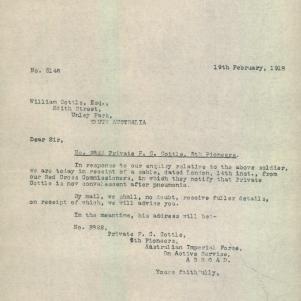 19th February, 1918
No. 5148
William Cottle, Esq.,
Edith Street,
Unley Park,
SOUTH AUSTRALIA
Dear Sir,
Private F. C. Cottle, 5th Pioneers.
In response to our enquiry relative to the above soldier,
we are today in receipt of a cable, dated London, 14th inst., from
our Red Cross Commissioners, in which they notify that Private
Cottle is now convalescent after pneumonia.
By mail, we shall, no doubt, receive fuller details,
on receipt of which, we will advise you.
In the meantime, his address will be:-
No.
Private F. C. Cottle,
5th Pioneers,
Australian Imperial Force,
On Active Service,
ABROAD.
Yours faithfully,